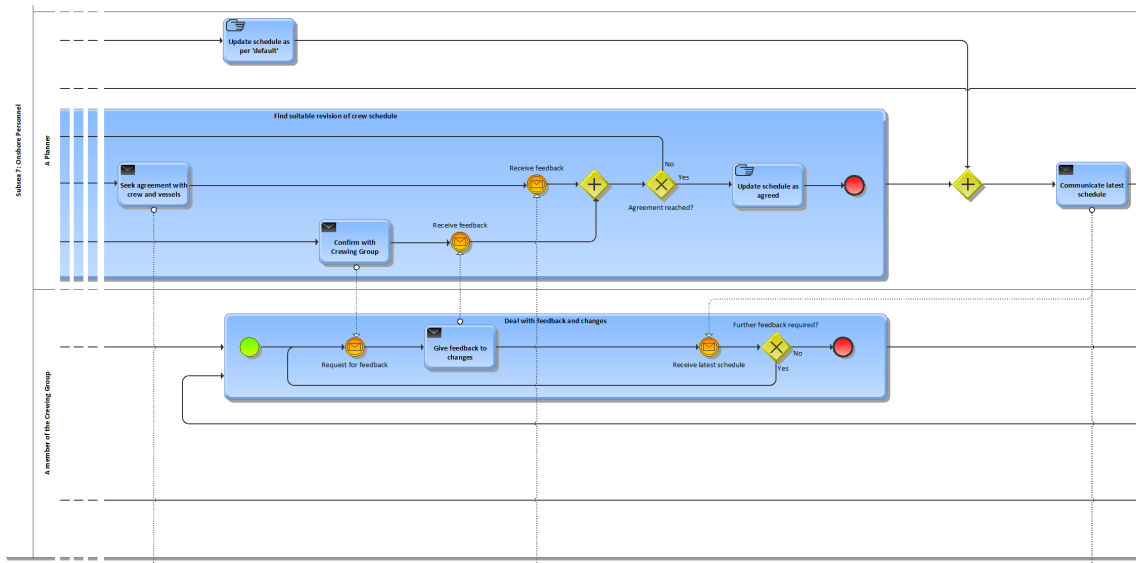 Subsea 7: Onshore Personnel
A Planner
Update schedule as
per 'default'
Find suitable revision of crew schedule
Seek agreement with
crew and vessels
Receive feedback
No
Yes
Agreement reached?
Update schedule as
agreed
Communicate latest
schedule
Receive feedback
Confirm with
Crewing Group
A member of the Crewing Group
Deal with feedback and changes
Further feedback required?
Request for feedback
Give feedback to
changes
Receive latest schedule
No
Yes